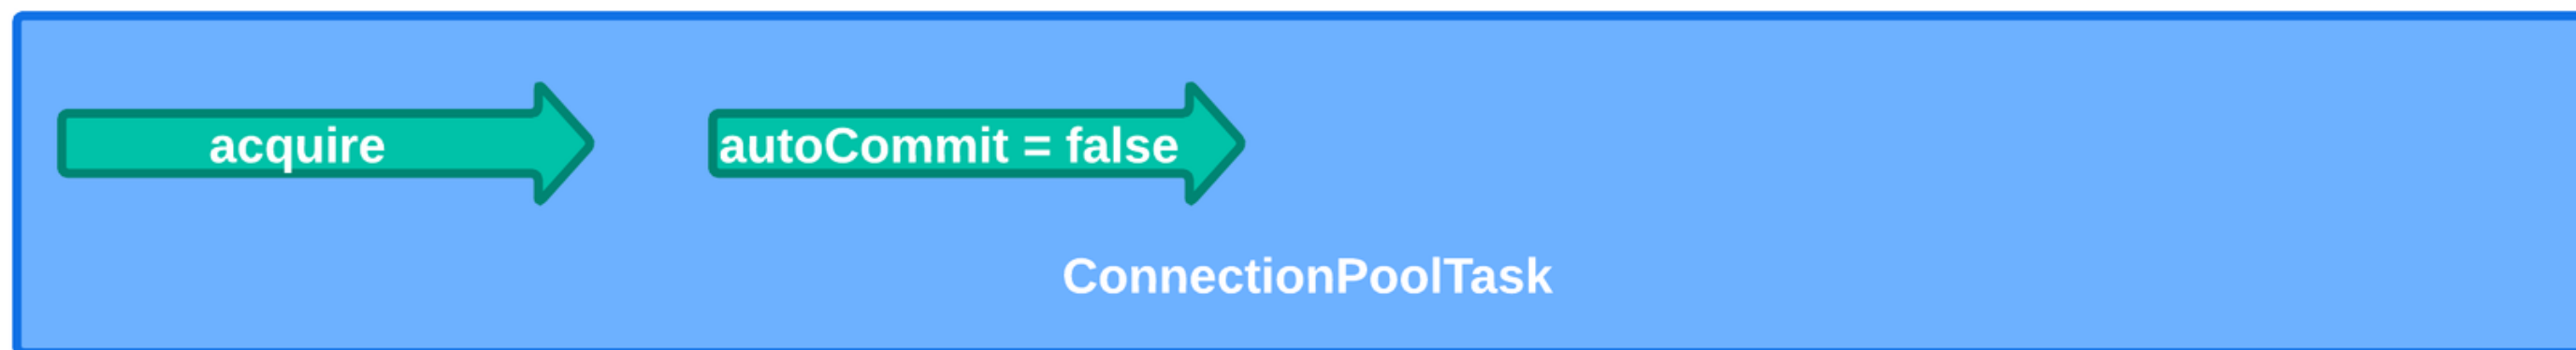 acquire
autoCommit = false
ConnectionPoolTask